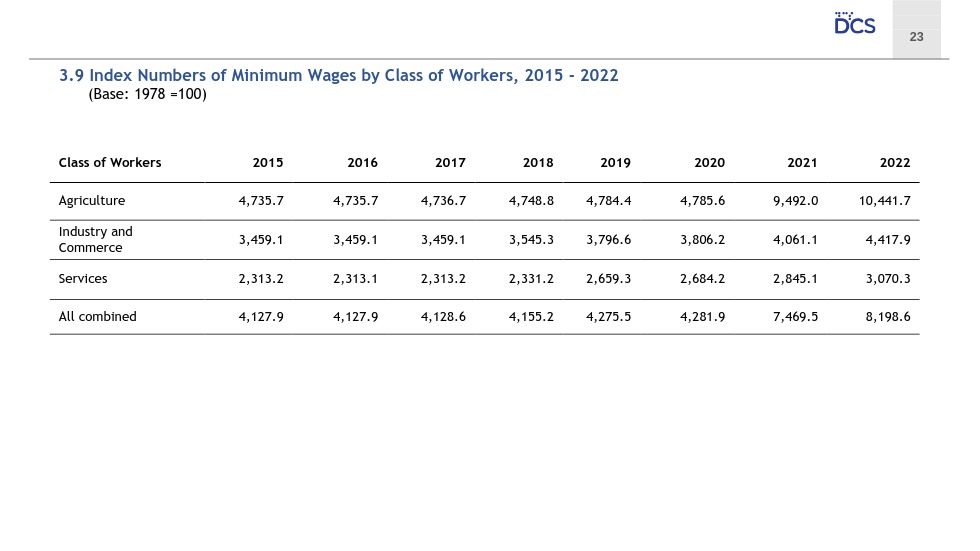 DCS
23
3.9 Index Numbers of Minimum Wages by Class of Workers, 2015 - 2022
(Base: 1978 =100)
Class of Workers 2015 2016 2017 2018 2019 2020 2021 2022
Agriculture 4,735.7 4,735.7 4,736.7 4,748.8 4,784.4 4,785.6 9,492.0 10,441.7
Industry and
Commerce 3,459.1 3,459.1 3,459.1 3,545.3 3,796.6 3,806.2 4,061.1 4,417.9
Services 2,313.2 2,313.1 2,313.2 2,331.2 2,659.3 2,684.2 2,845.1 3,070.3
All combined 4,127.9 4,127.9 4,128.6 4,155.2 4,275.5 4,281.9 7,469.5 8,198.6